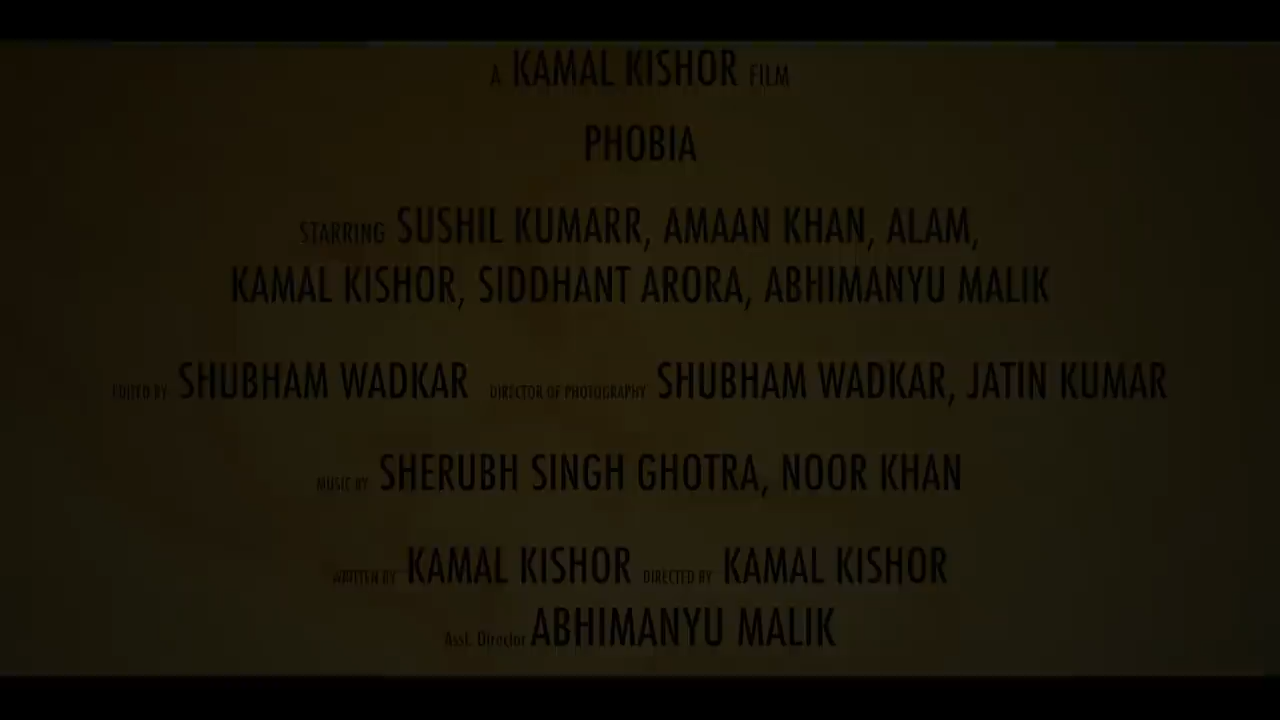 A KAMAL KISHOR FILM
PHOBIA
STARRING SUSHIL KUMARR, AMAAN KHAN, ALAM,
KAMAL KISHOR, SIDDHANT ARORA, ABHIMANYU MALIK
EDITED BY SHUBHAM WADKAR DIRECTOR OF PHOTOGRAPHY SHUBHAM WADKAR, JATIN KUMAR
MUSIC BY SHERUBH SINGH GHOTRA, NOOR KHAN
WRITTEN BY KAMAL KISHOR DIRECTED BY KAMAL KISHOR
Asst. Director ABHIMANYU MALIK